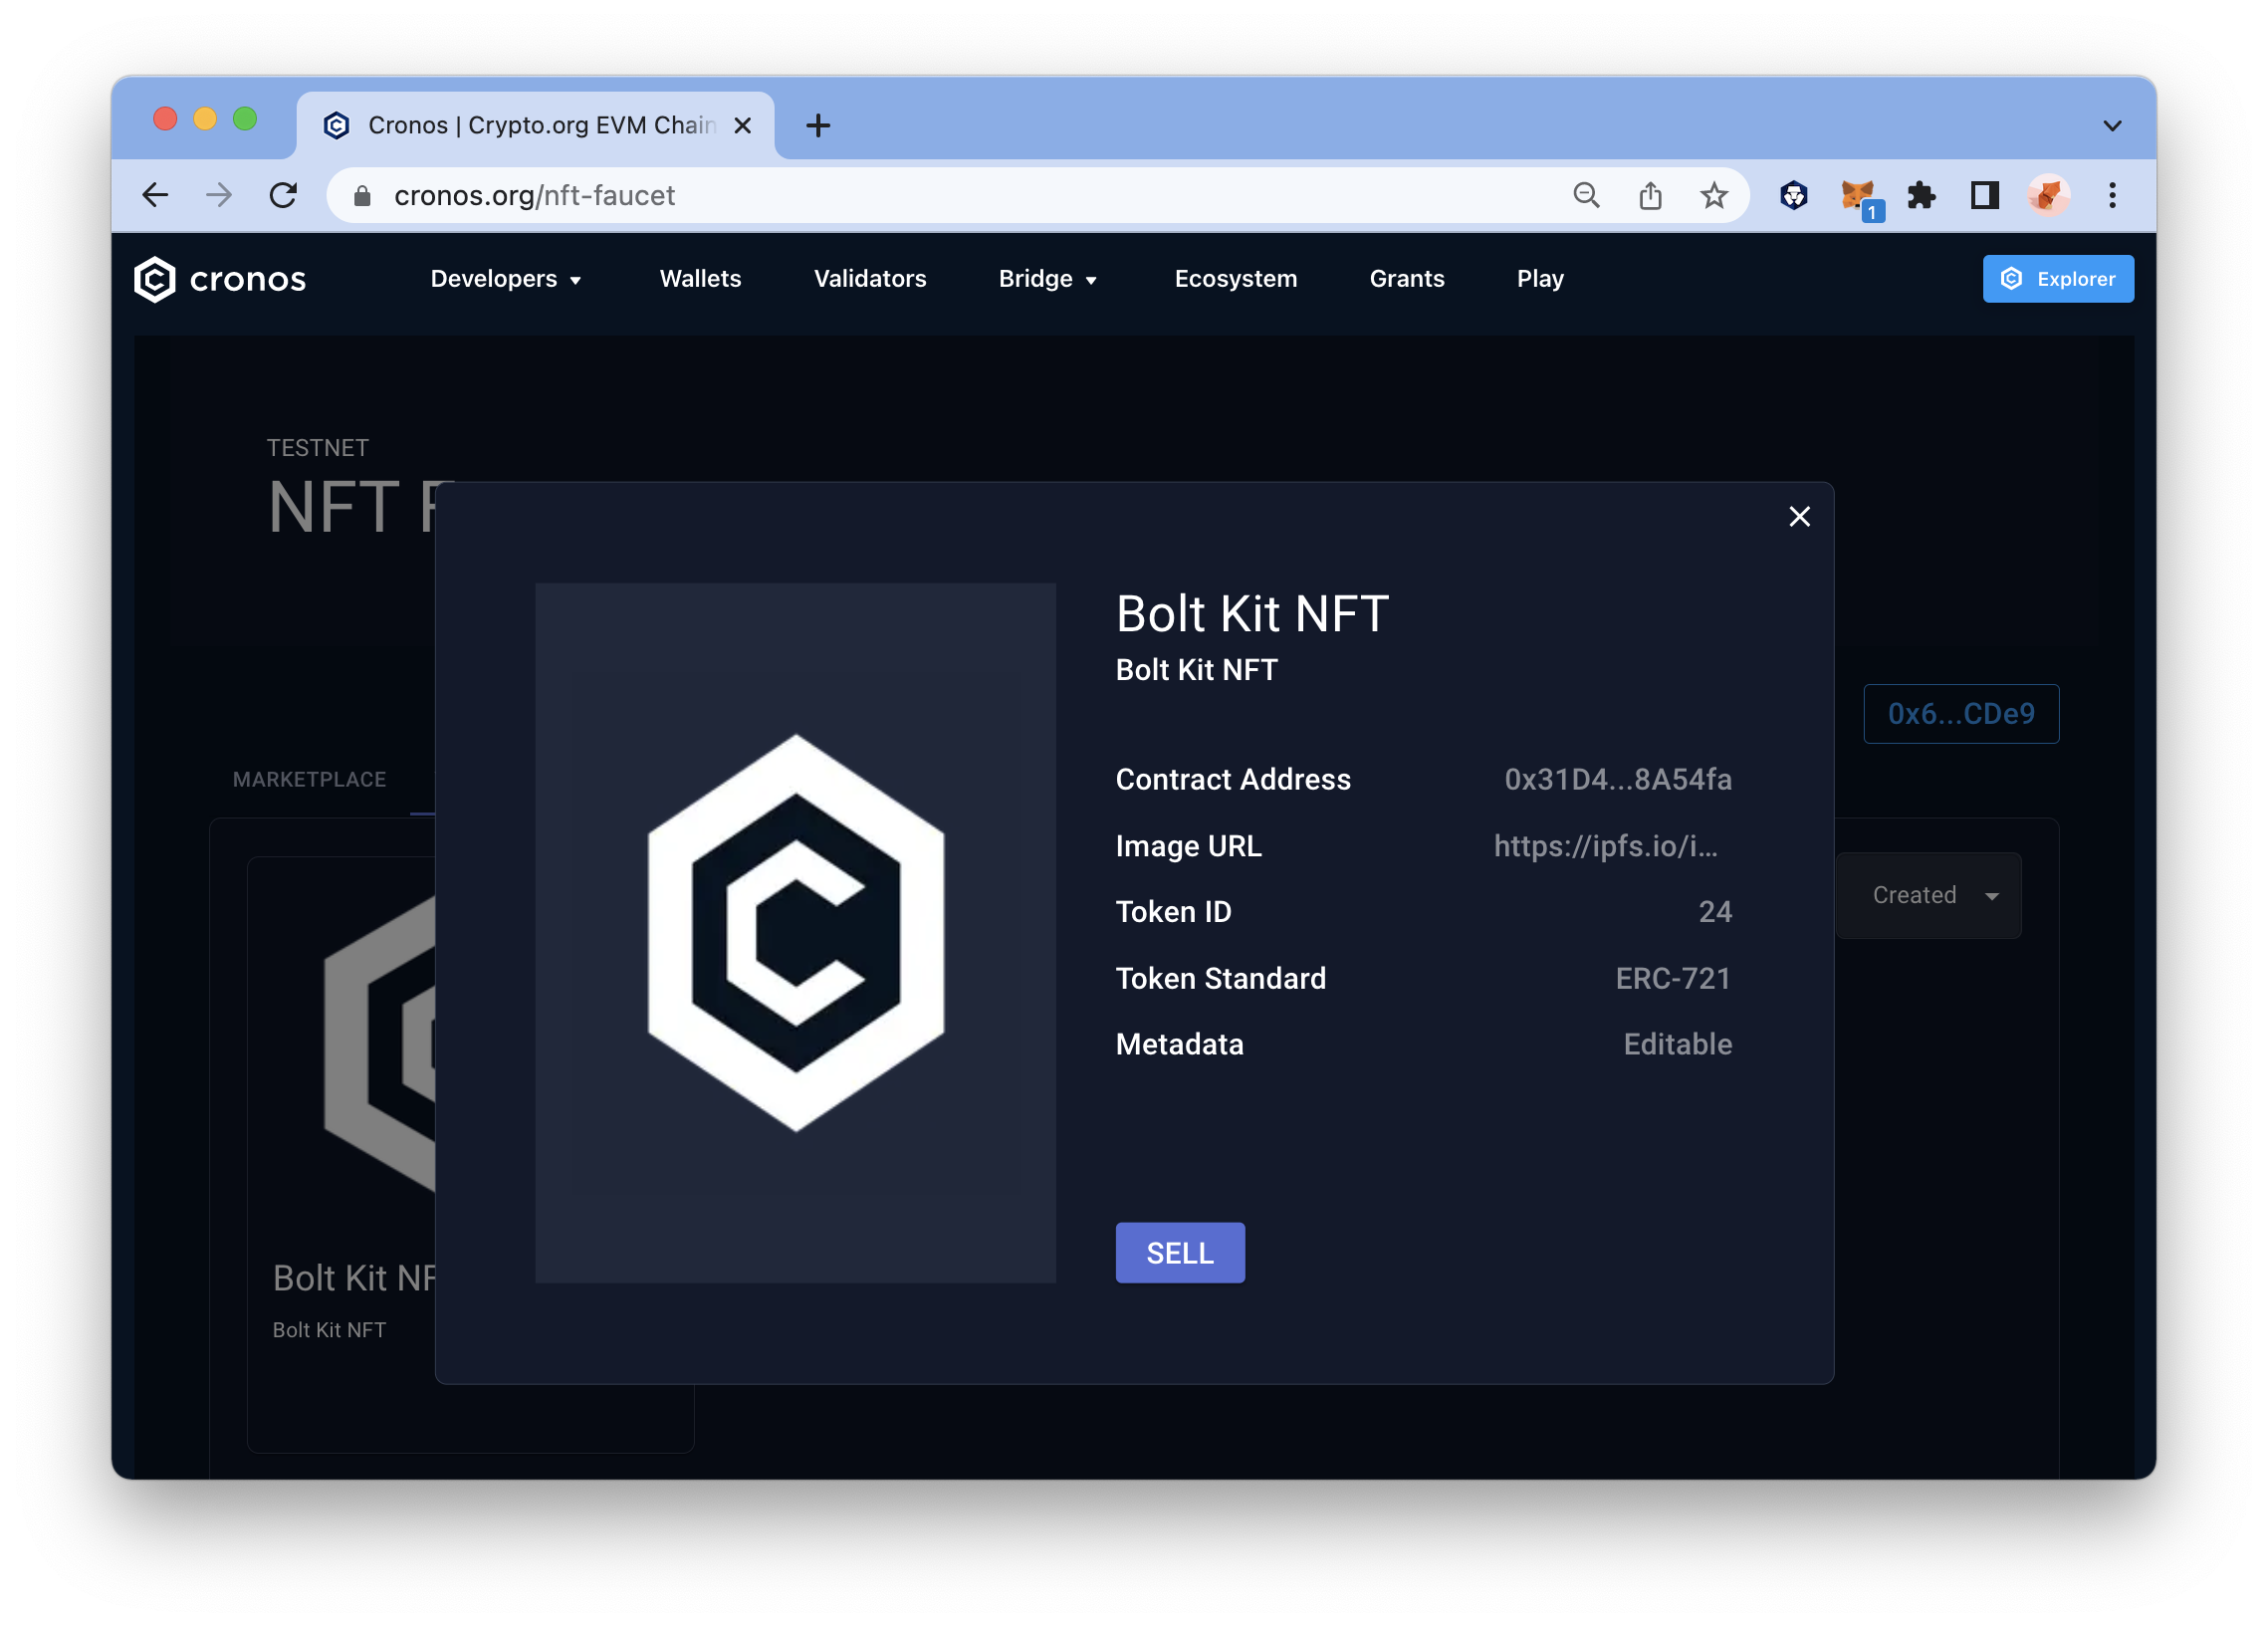 Cronos | Crypto.org EVM Chain
cronos.org/nft-faucet
1
cronos
Developers
Wallets
Validators
Bridge
Ecosystem
Grants
Play
Explorer
TESTNET
NFT F
Bolt Kit NFT
Bolt Kit NFT
0x6...CDe9
MARKETPLACE
Contract Address
0x31D4...8A54fa
Image URL
https://ipfs.io/i...
Created
Token ID
24
Token Standard
ERC-721
Metadata
Editable
SELL
Bolt Kit NF
Bolt Kit NFT